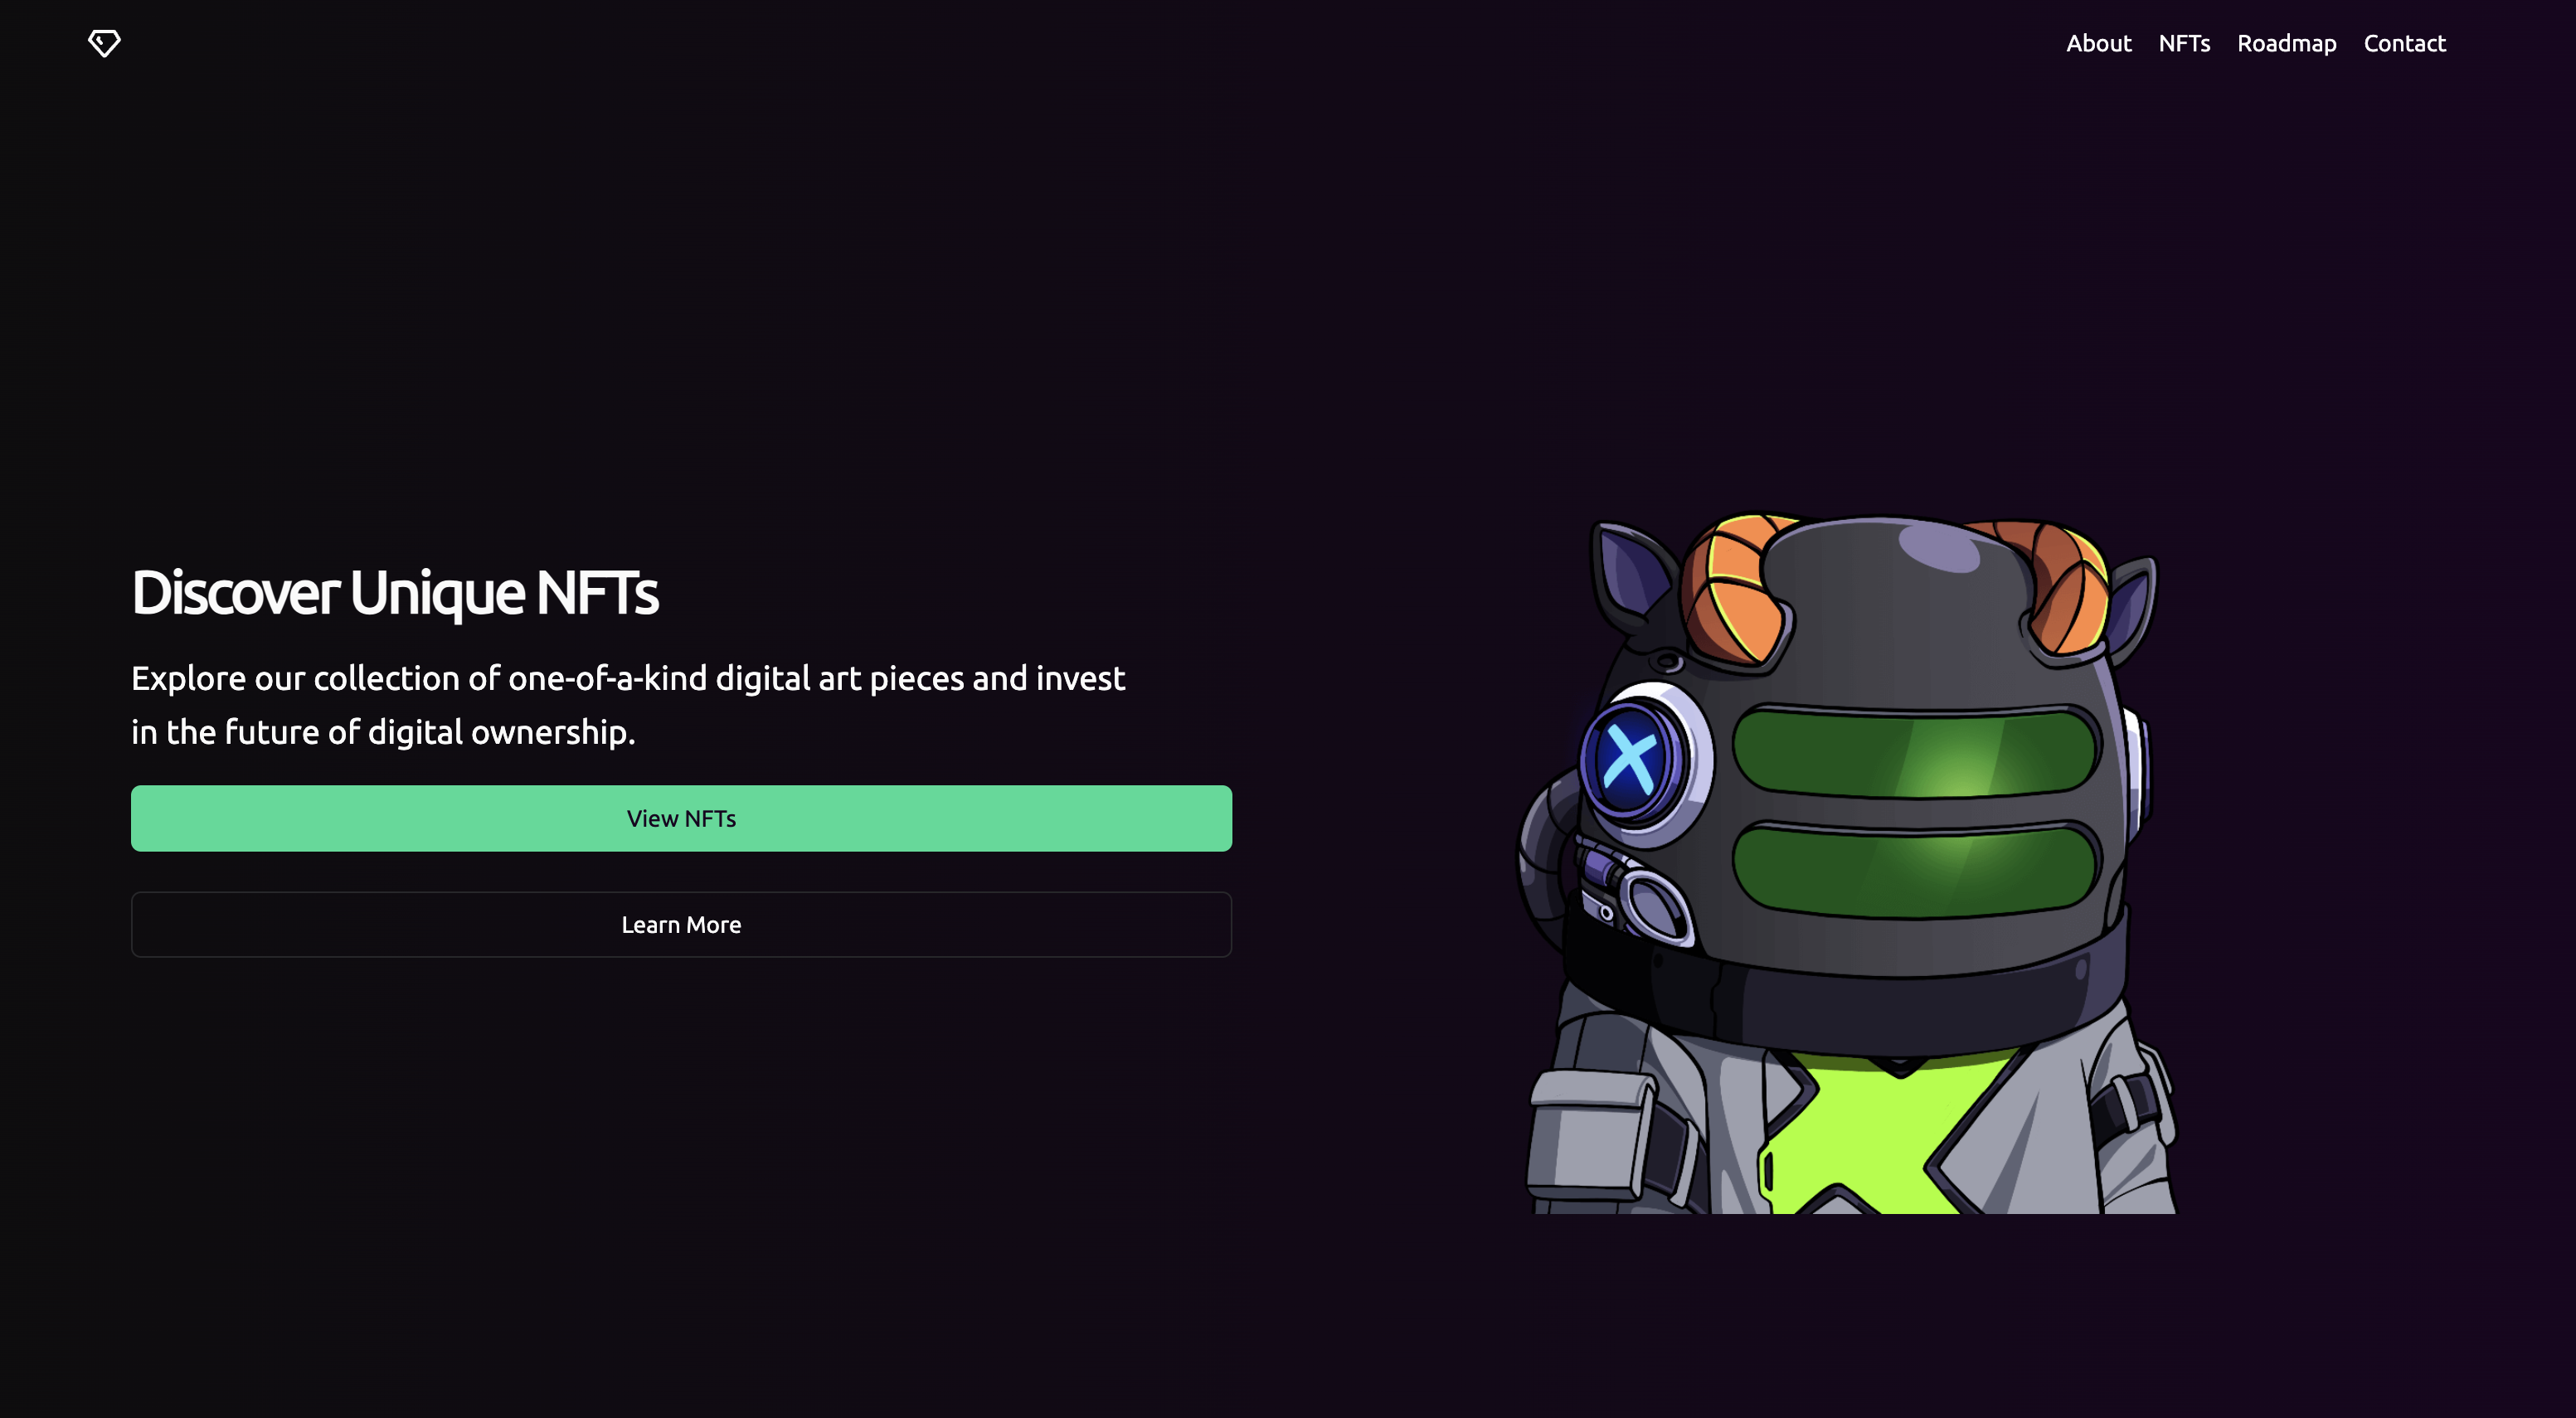 About NFTs Roadmap Contact
Discover Unique NFTs
Explore our collection of one-of-a-kind digital art pieces and invest
in the future of digital ownership.
View NFTs
Learn More